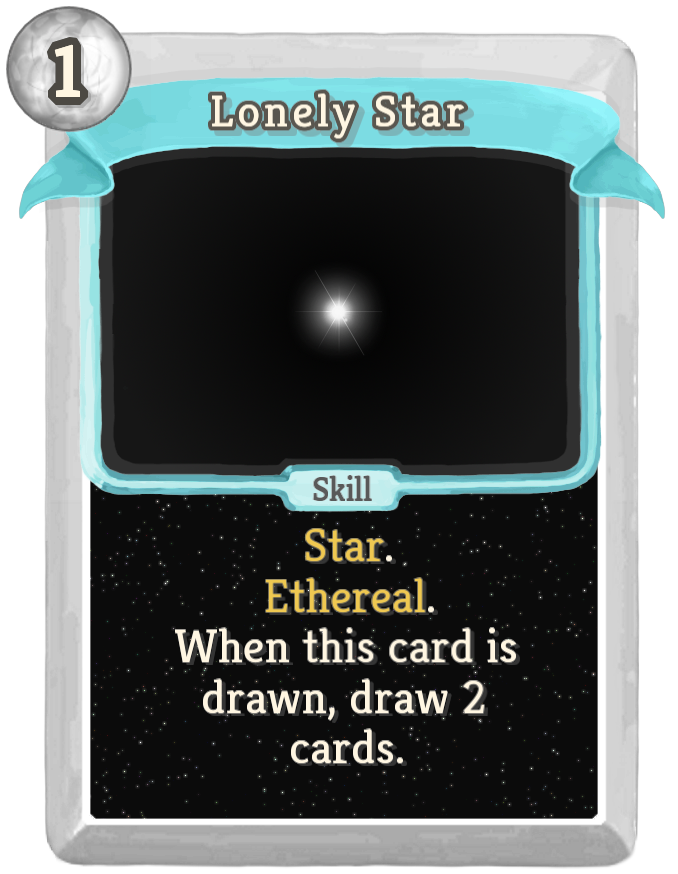 1
Lonely Star
Skill
Star.
Ethereal.
When this card is
drawn, draw 2
cards.